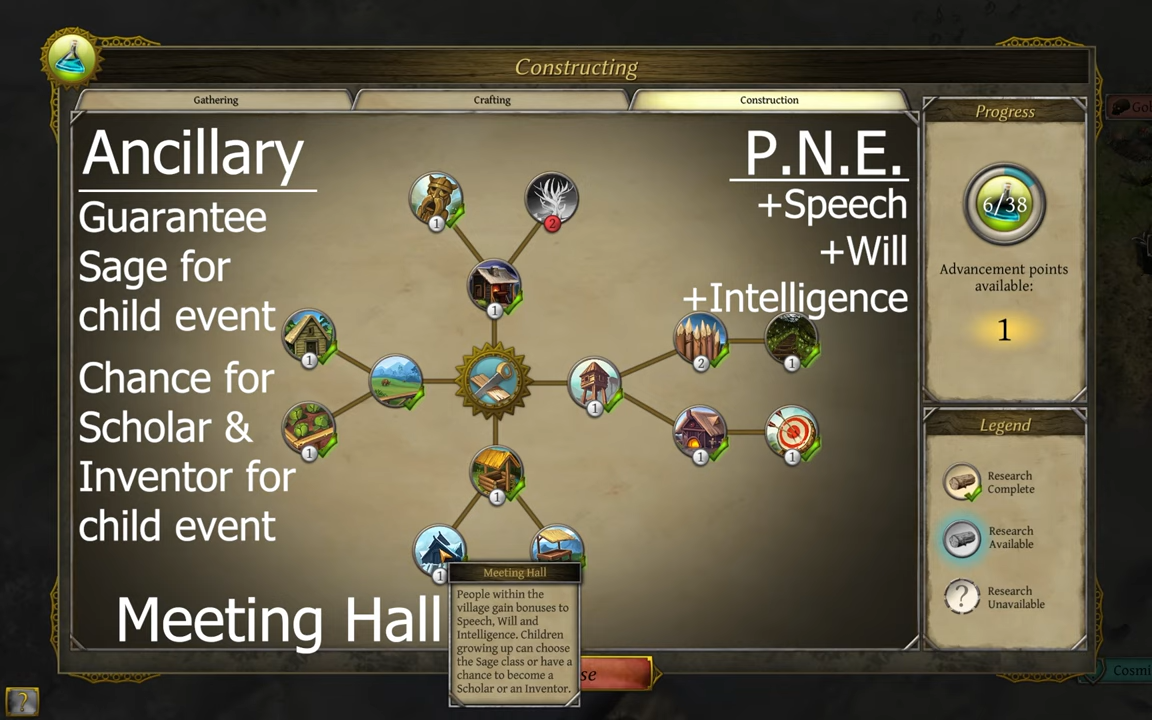 Constructing
Gathering
Crafting
Construction
Progress
Ancillary
Guarantee
Sage for
child event
Chance for
Scholar &
Inventor for
child event
Meeting Hall
P.N.E.
+Speech
+Will
+Intelligence
1
2
1
1
1
1
1
2
1
1
1
1
1
6/38
Advancement points
available:
1
Legend
Research
Complete
Research
Available
?
Research
Unavailable
Meeting Hall
People within the
village gain bonuses to
Speech, Will and
Intelligence. Children
growing up can choose
the Sage class or have a
chance to become a
Scholar or an Inventor.
se
?
Cosmi